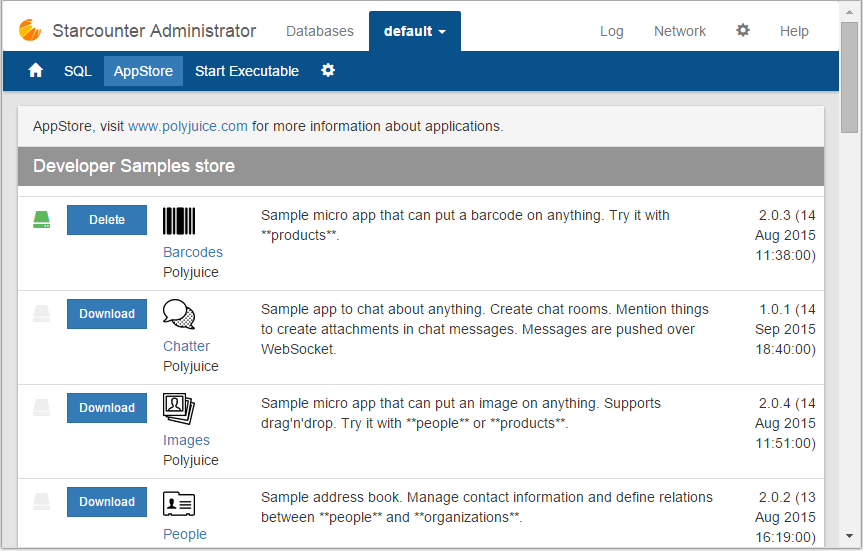 Starcounter Administrator Databases default Log Network Help
SQL AppStore Start Executable
AppStore, visit www.polyjuice.com for more information about applications.
Developer Samples store
Delete
Barcodes
Polyjuice
Sample micro app that can put a barcode on anything. Try it with
**products**.
2.0.3 (14
Aug 2015
11:38:00)
Download
Chatter
Polyjuice
Sample app to chat about anything. Create chat rooms. Mention things
to create attachments in chat messages. Messages are pushed over
WebSocket.
1.0.1 (14
Sep 2015
18:40:00)
Download
Images
Polyjuice
Sample micro app that can put an image on anything. Supports
drag'n'drop. Try it with **people** or **products**.
2.0.4 (14
Aug 2015
11:51:00)
Download
People
Sample address book. Manage contact information and define relations
between **people** and **organizations**.
2.0.2 (13
Aug 2015
16:19:00)